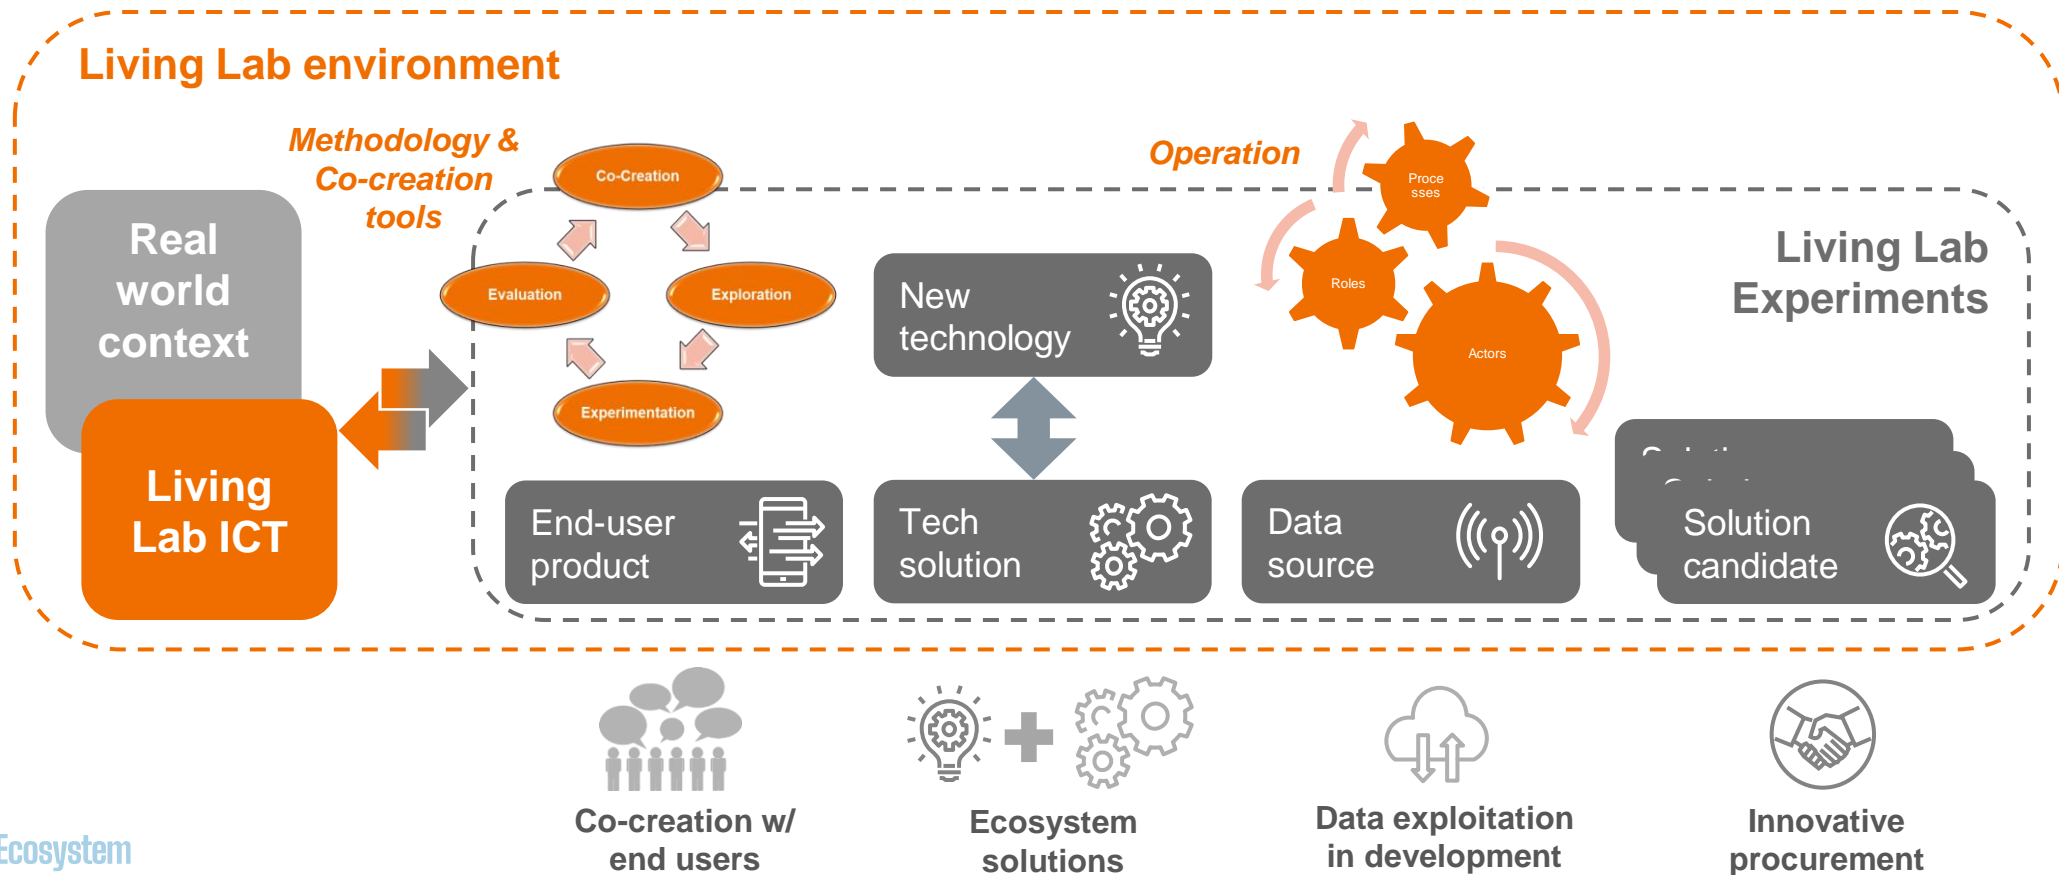 Living Lab environment
Methodology &
Co-creation
tools
Co-Creation
Evaluation
Exploration
Experimentation
Operation
Proce
sses
Roles
Actors
Real
world
context
Living
Lab ICT
Living Lab
Experiments
New
technology
End-user
product
Tech
solution
Data
source
Solution
candidate
Co-creation w/
end users
Ecosystem
solutions
Data exploitation
in development
Innovative
procurement
Ecosystem